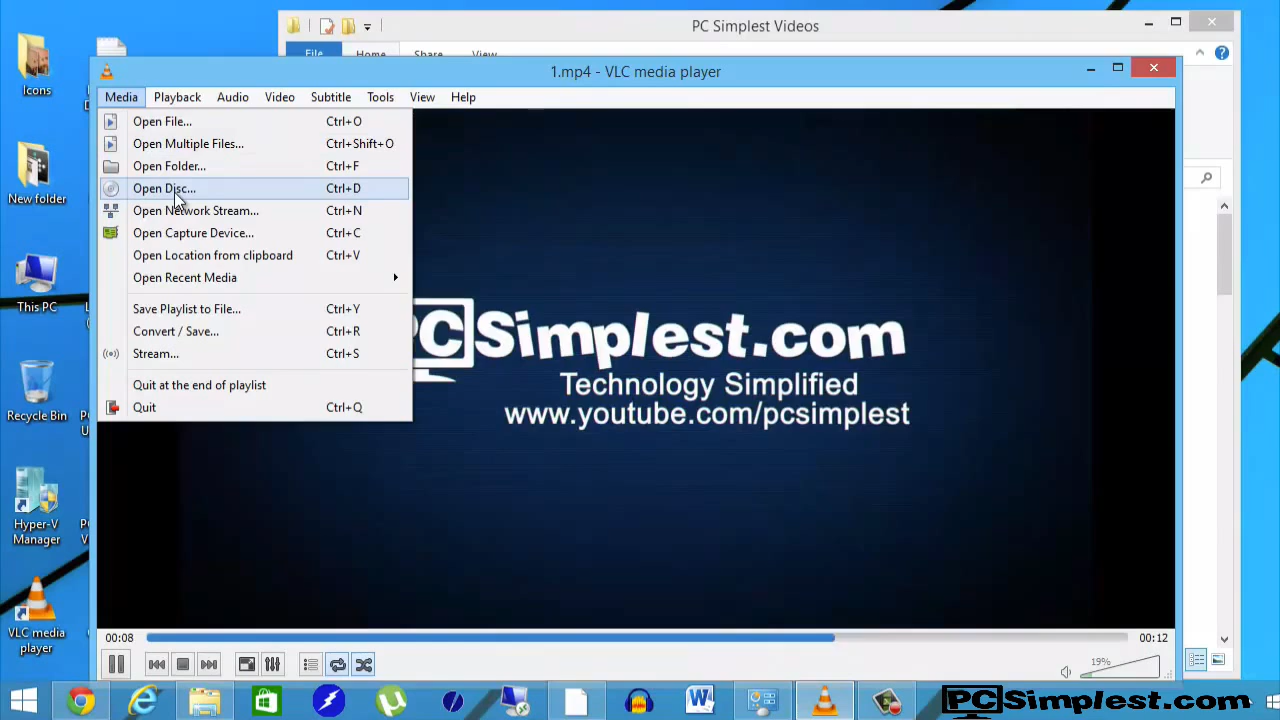 PC Simplest Videos
File Home Share View
1.mp4 - VLC media player
Media Playback Audio Video Subtitle Tools View Help
Open File... Ctrl+O
Open Multiple Files... Ctrl+Shift+O
Open Folder... Ctrl+F
Open Disc... Ctrl+D
Open Network Stream... Ctrl+N
Open Capture Device... Ctrl+C
Open Location from clipboard Ctrl+V
Open Recent Media
Save Playlist to File... Ctrl+Y
Convert / Save... Ctrl+R
Stream... Ctrl+S
Quit at the end of playlist
Quit Ctrl+Q
PCSimplest.com
Technology Simplified
www.youtube.com/pcsimplest
00:08
00:12
19%
Icons
New folder
This PC
Recycle Bin
Hyper-V
Manager
VLC media
player
PCSimplest.com